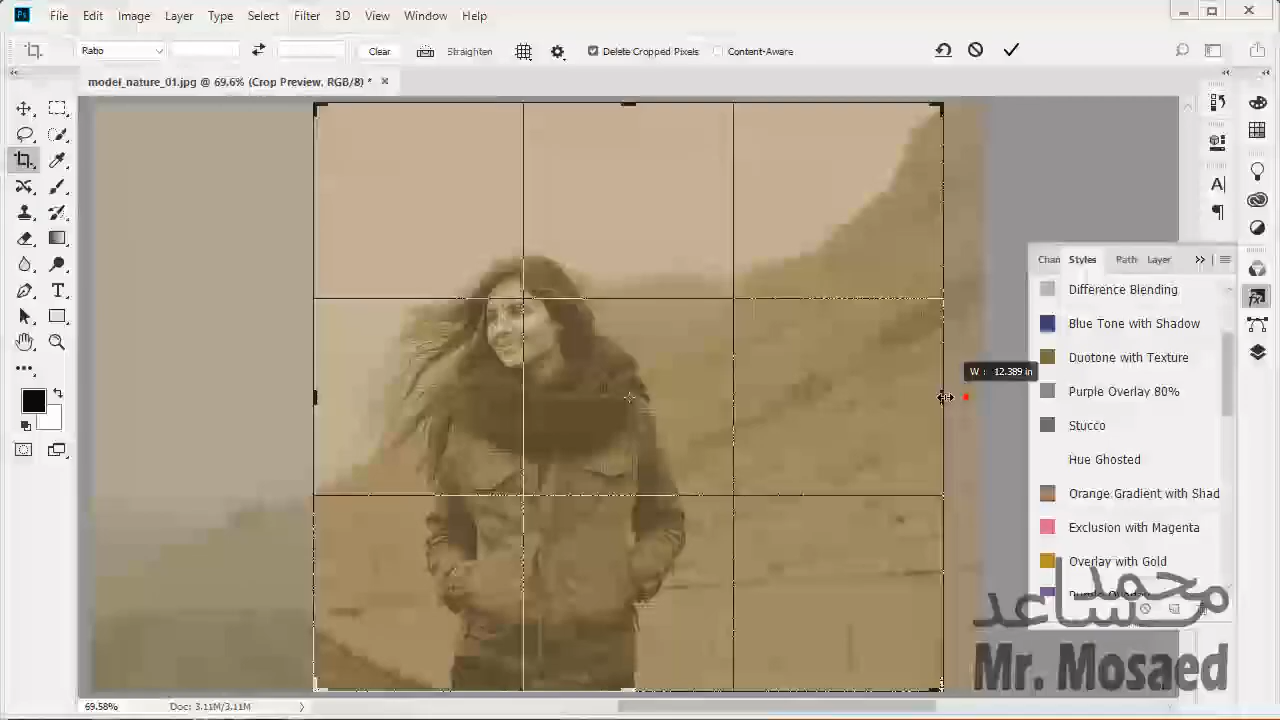 Ps File Edit Image Layer Type Select Filter 3D View Window Help
Ratio Clear Straighten Delete Cropped Pixels Content-Aware
model_nature_01.jpg @ 69.6% (Crop Preview, RGB/8) *
W : 12.389 in
Chan Styles Path Layer
Difference Blending
Blue Tone with Shadow
Duotone with Texture
Purple Overlay 80%
Stucco
Hue Ghosted
Orange Gradient with Shad
Exclusion with Magenta
Overlay with Gold
Purple Overlay
محمد مساعد
Mr. Mosaed
69.58% Doc: 3.11M/3.11M